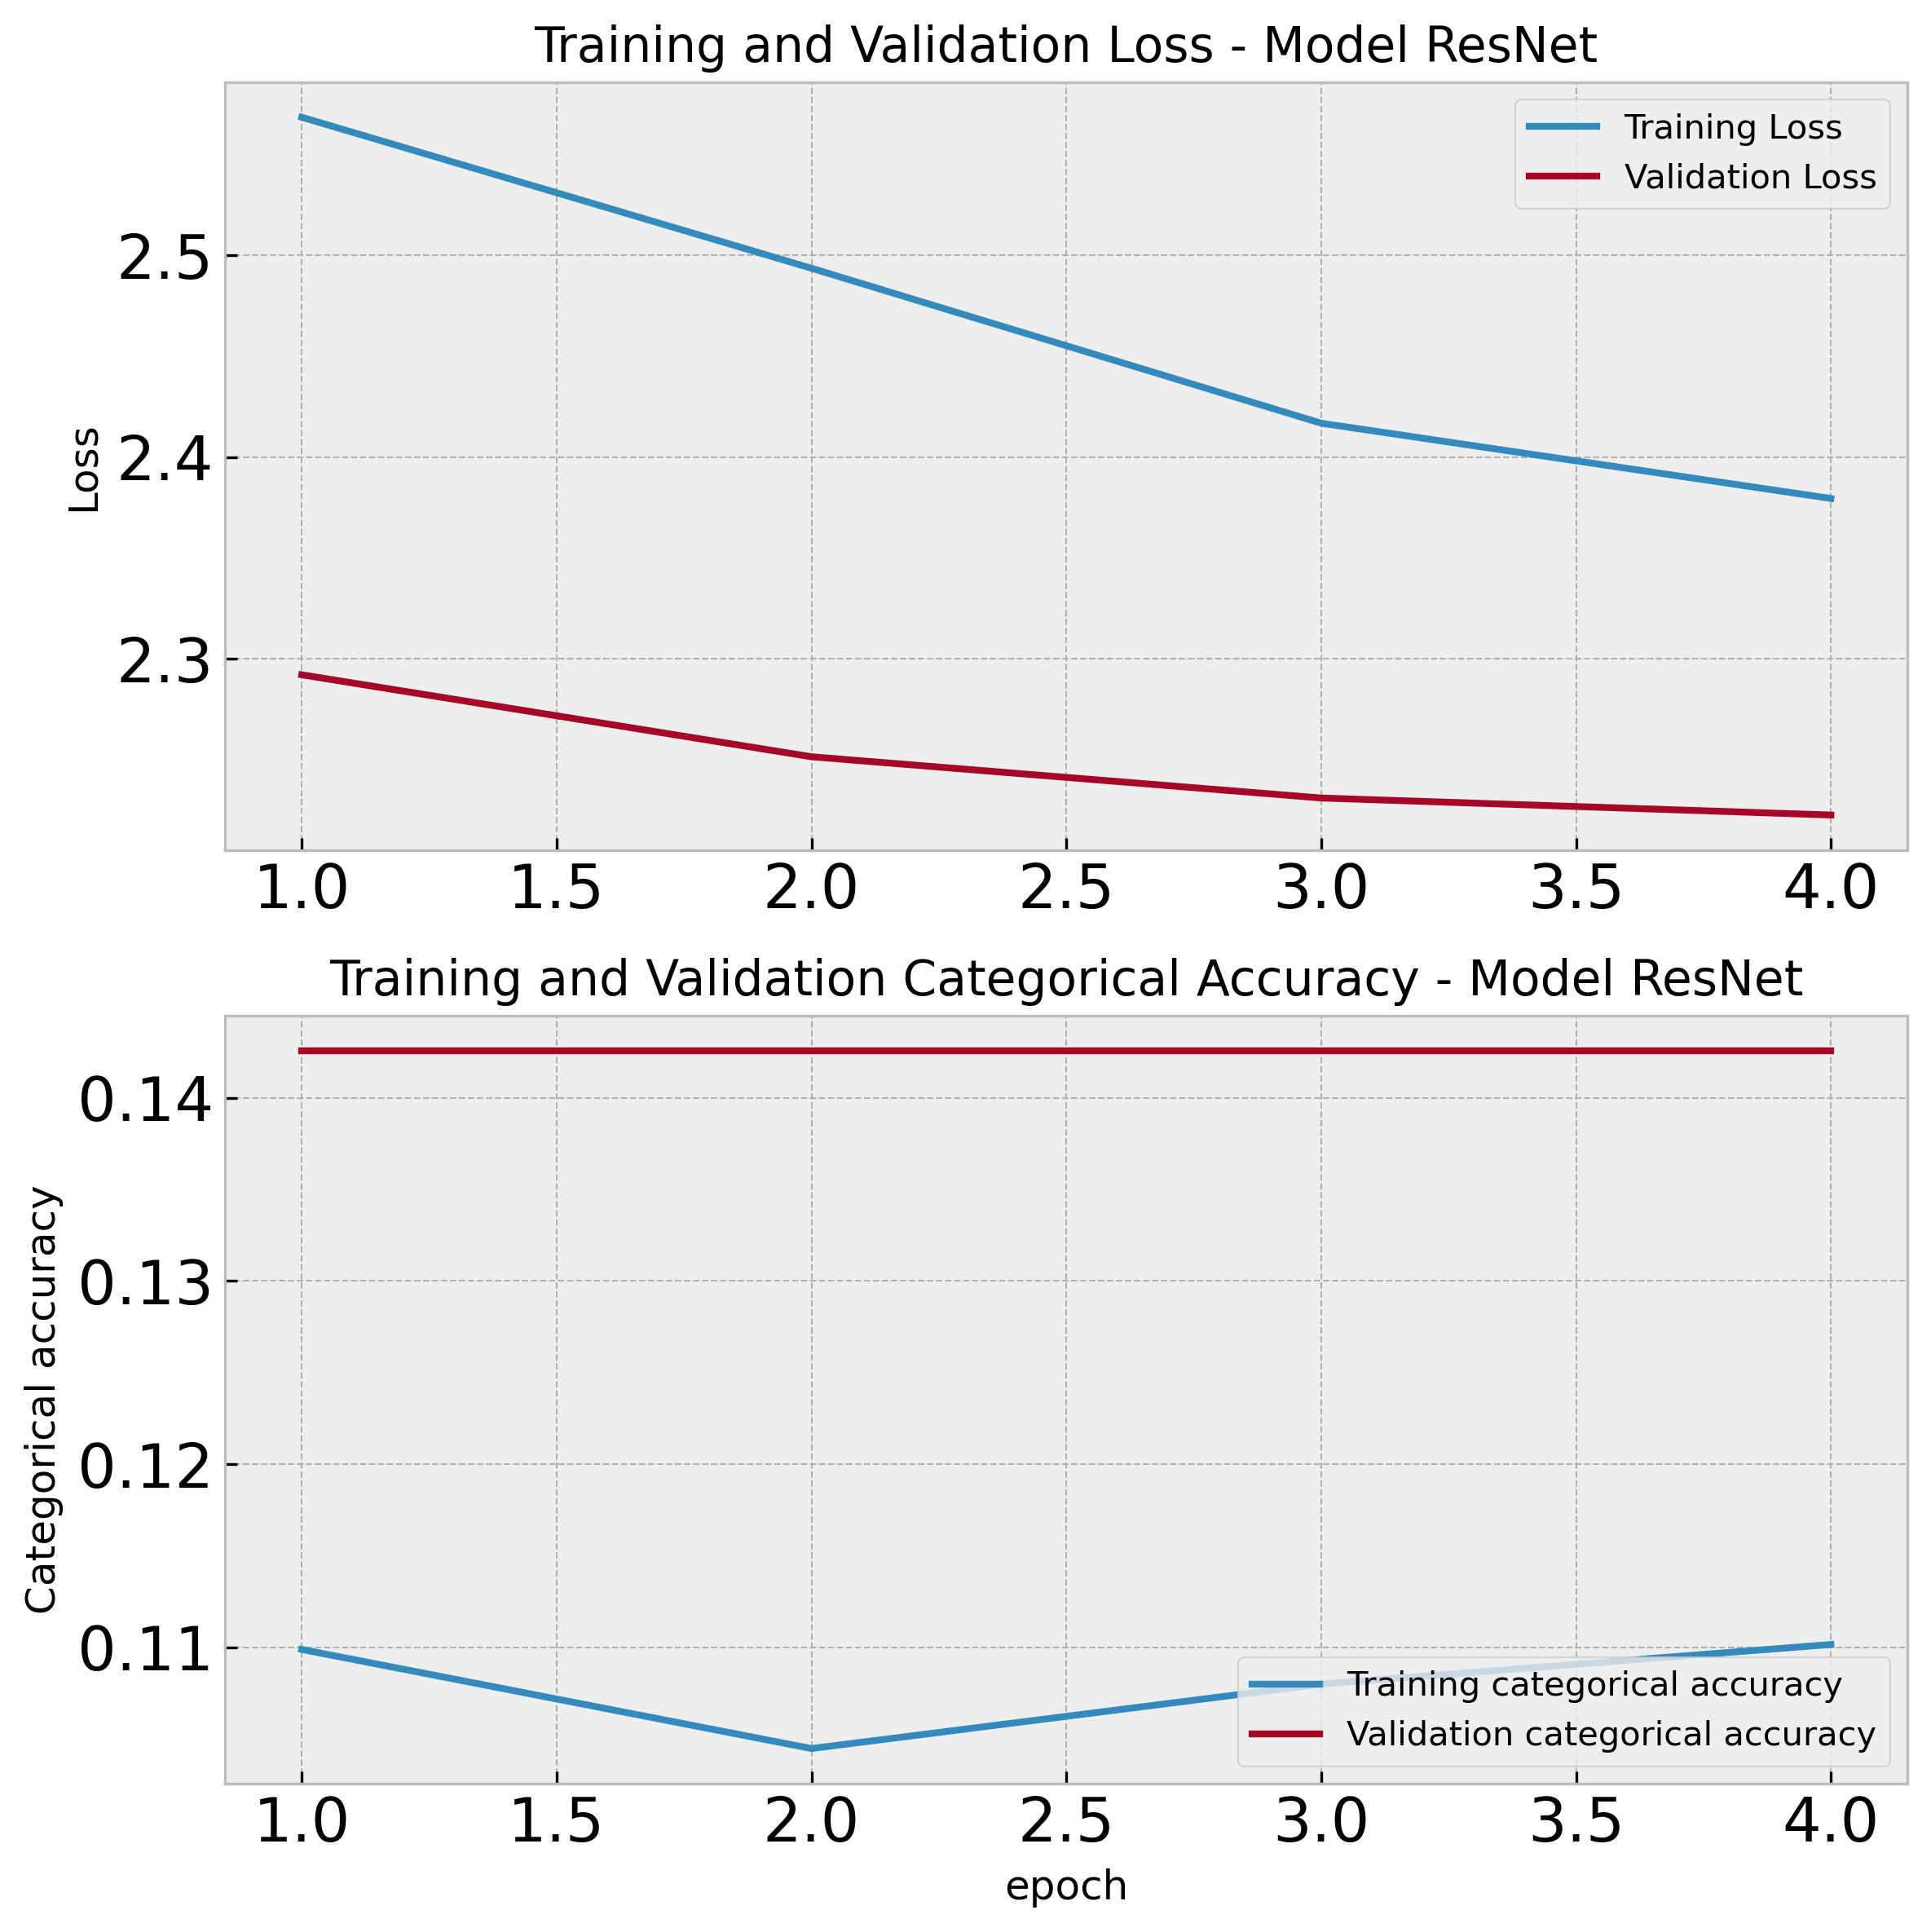 Training and Validation Loss - Model ResNet
Training Loss
Validation Loss
Loss
2.5
2.4
2.3
1.0 1.5 2.0 2.5 3.0 3.5 4.0
Training and Validation Categorical Accuracy - Model ResNet
Categorical accuracy
0.14
0.13
0.12
0.11
Training categorical accuracy
Validation categorical accuracy
1.0 1.5 2.0 2.5 3.0 3.5 4.0
epoch